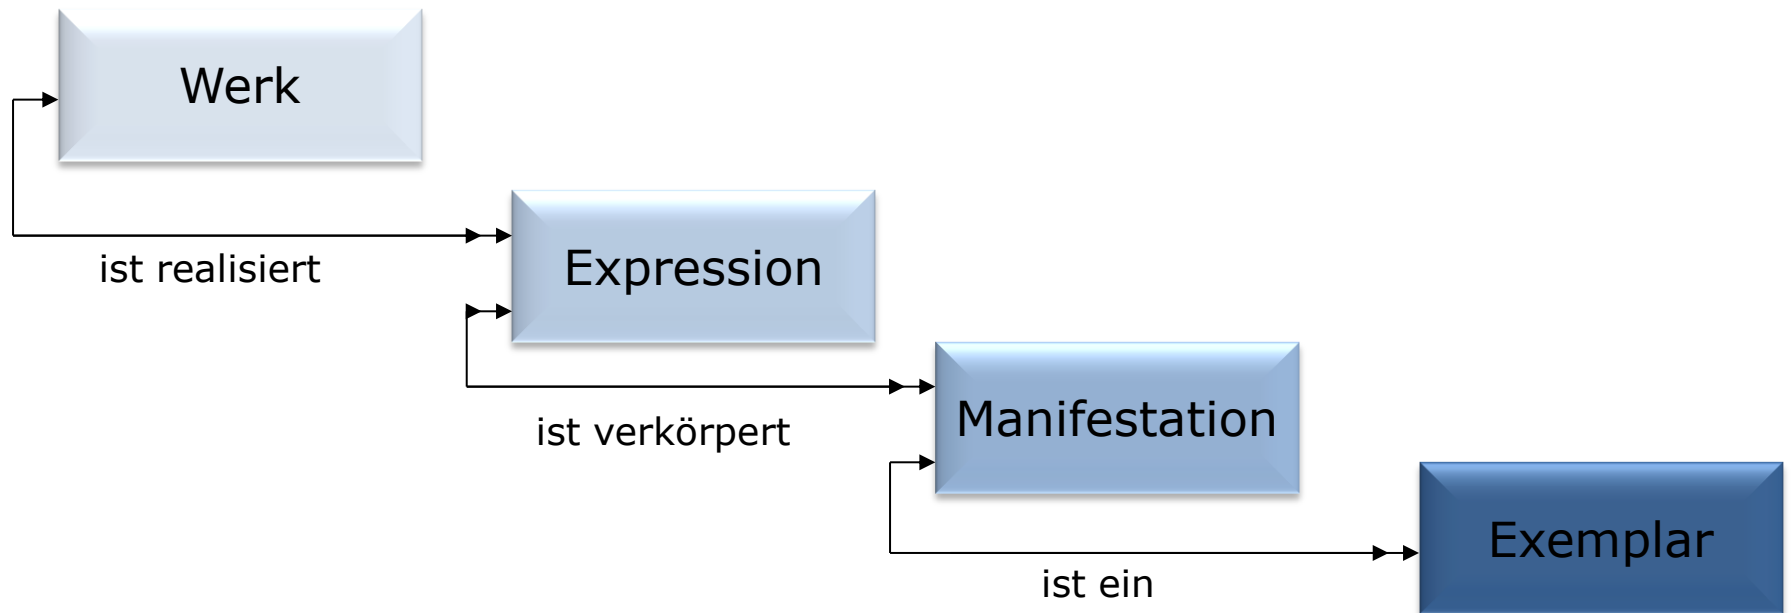 Werk
ist realisiert
Expression
ist verkörpert
Manifestation
ist ein
Exemplar